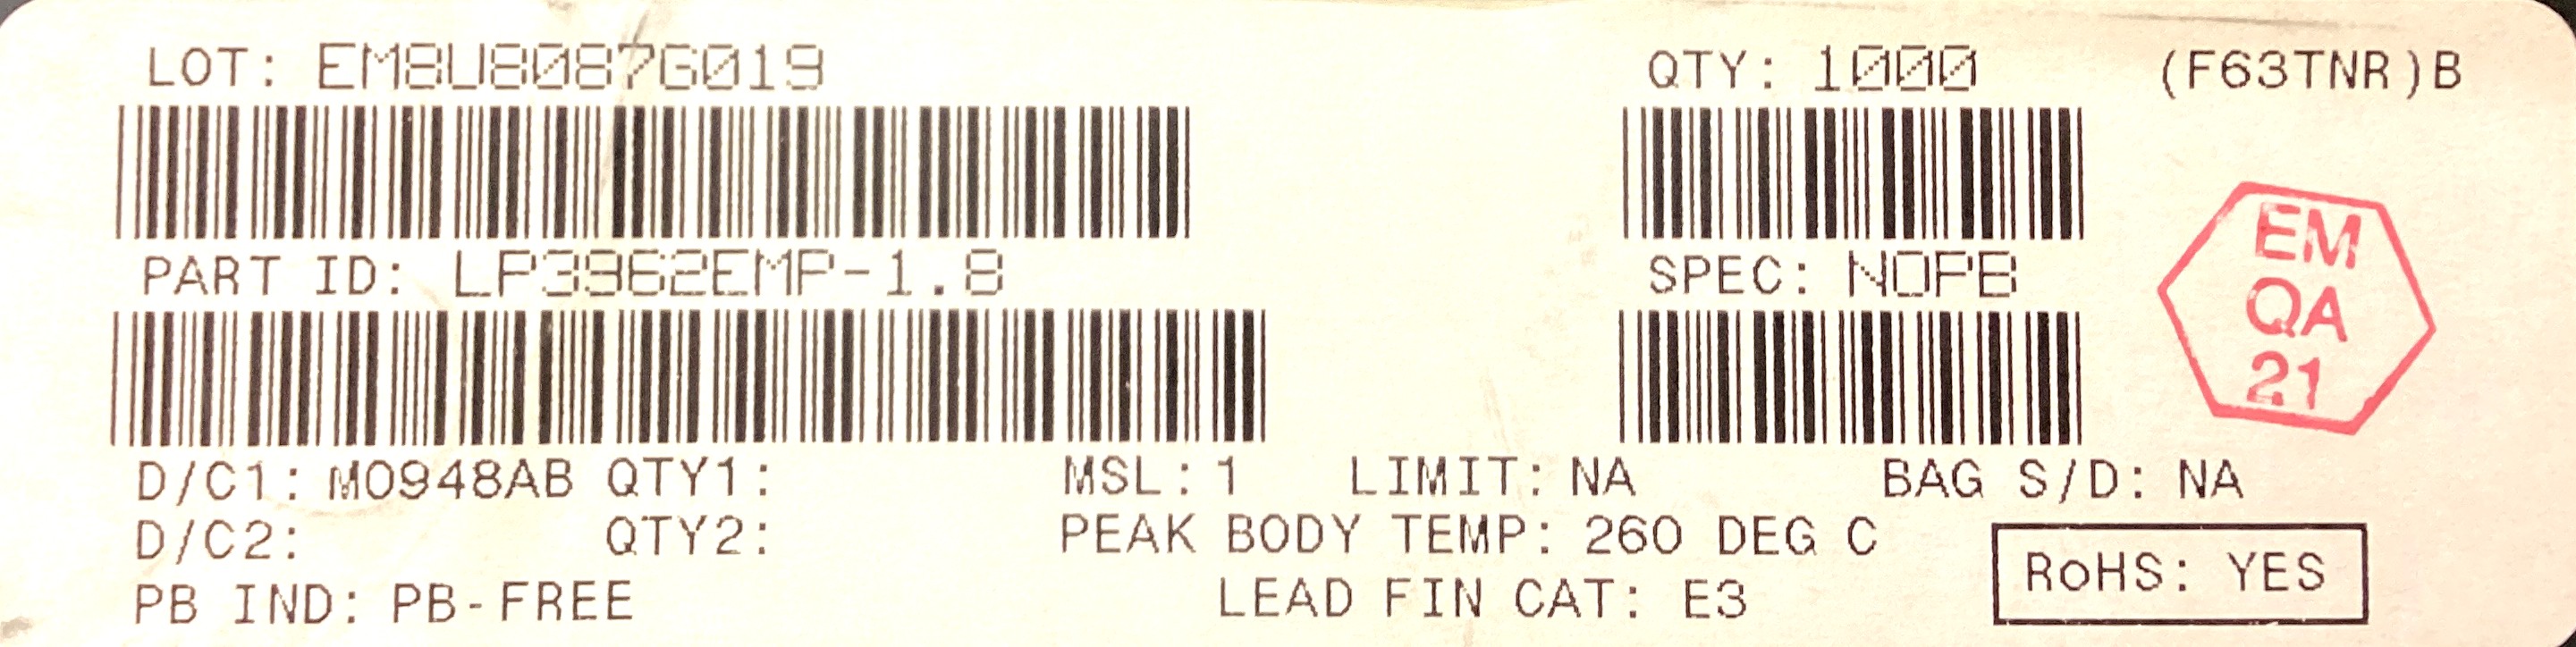 LOT: EM8U8087G019 QTY: 1000 (F63TNR)B
PART ID: LP3962EMP-1.8 SPEC: NOPB
EM
QA
21
D/C1: M0948AB QTY1: MSL: 1 LIMIT: NA BAG S/D: NA
D/C2: QTY2: PEAK BODY TEMP: 260 DEG C
RoHS: YES
PB IND: PB-FREE LEAD FIN CAT: E3